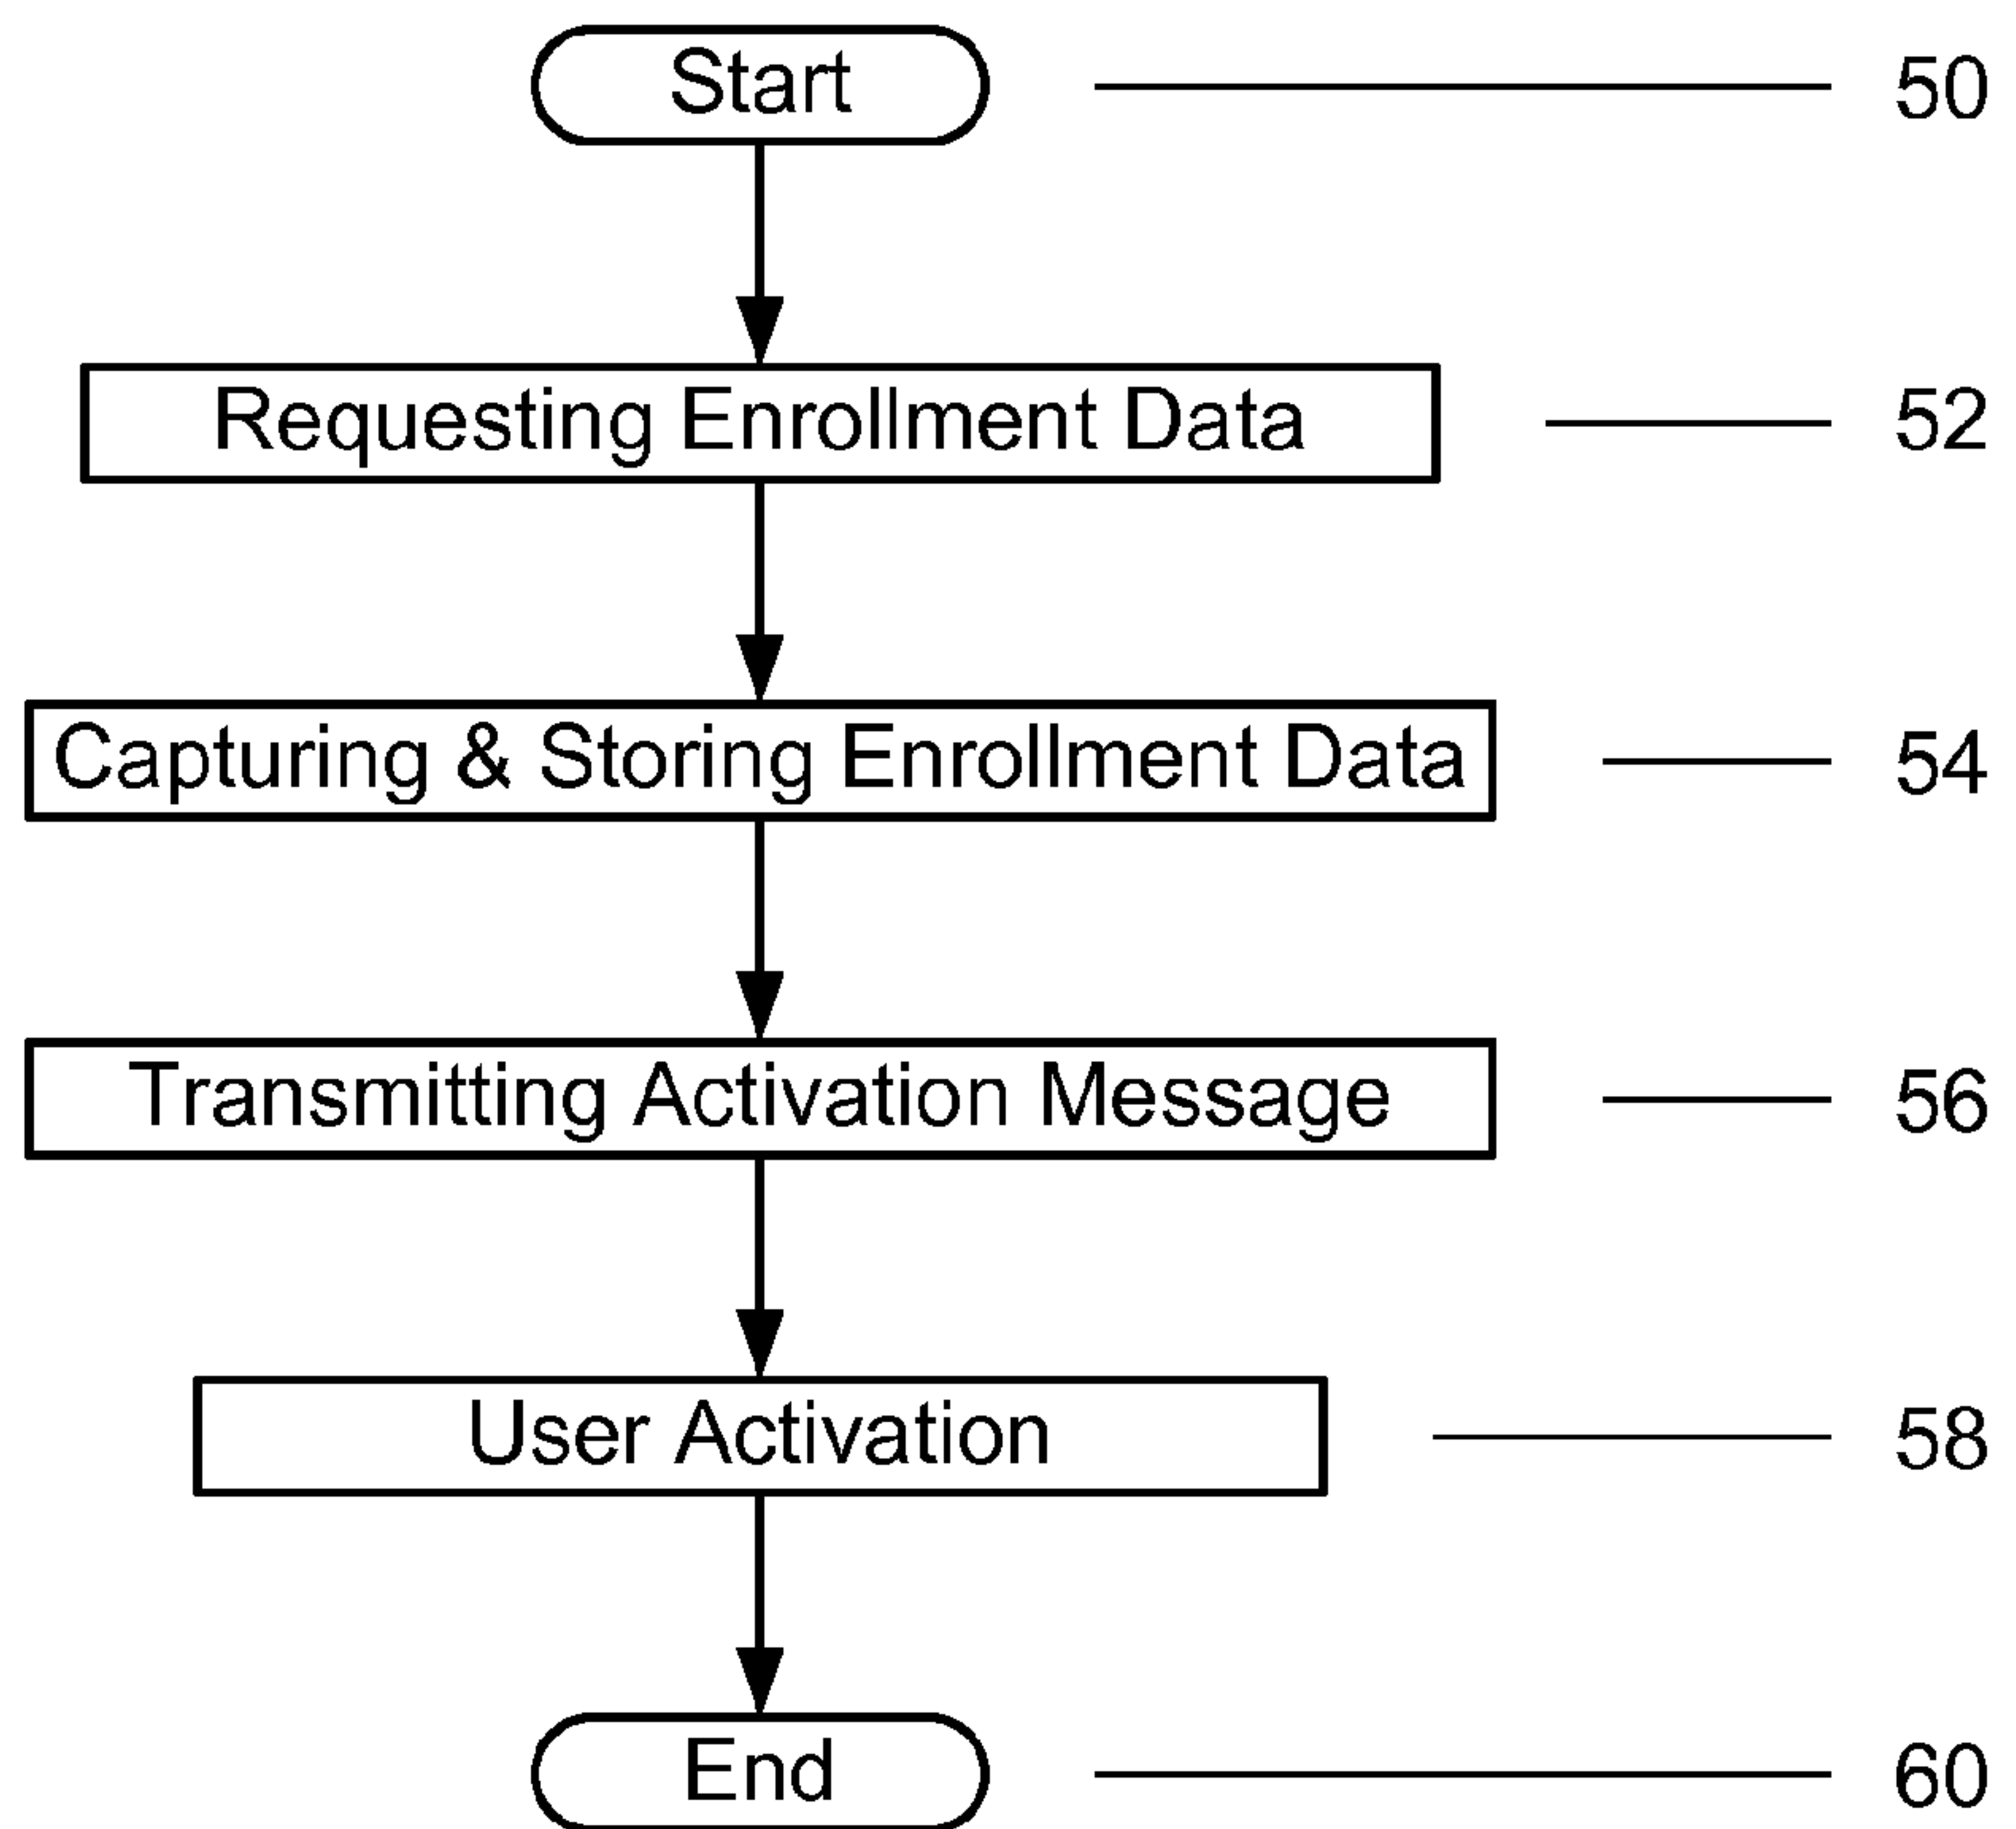 Start 50
Requesting Enrollment Data 52
Capturing & Storing Enrollment Data 54
Transmitting Activation Message 56
User Activation 58
End 60